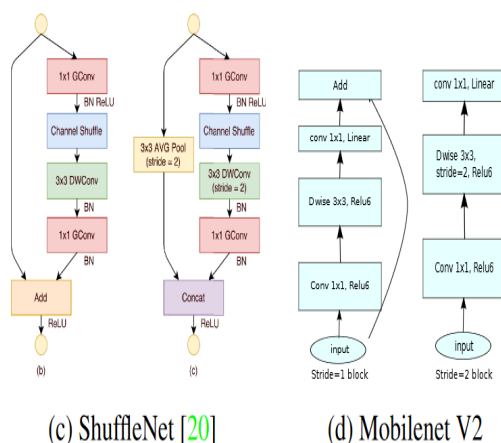 1x1 GConv
BN ReLU
Channel Shuffle
3x3 DWConv
BN
1x1 GConv
BN
Add
ReLU
(b)
1x1 GConv
BN ReLU
3x3 AVG Pool
(stride = 2)
Channel Shuffle
3x3 DWConv
(stride = 2)
BN
1x1 GConv
BN
Concat
ReLU
(c)
Add
conv 1x1, Linear
Dwise 3x3, Relu6
Conv 1x1, Relu6
input
Stride=1 block
conv 1x1, Linear
Dwise 3x3,
stride=2, Relu6
Conv 1x1, Relu6
input
Stride=2 block
(c) ShuffleNet [20]
(d) Mobilenet V2